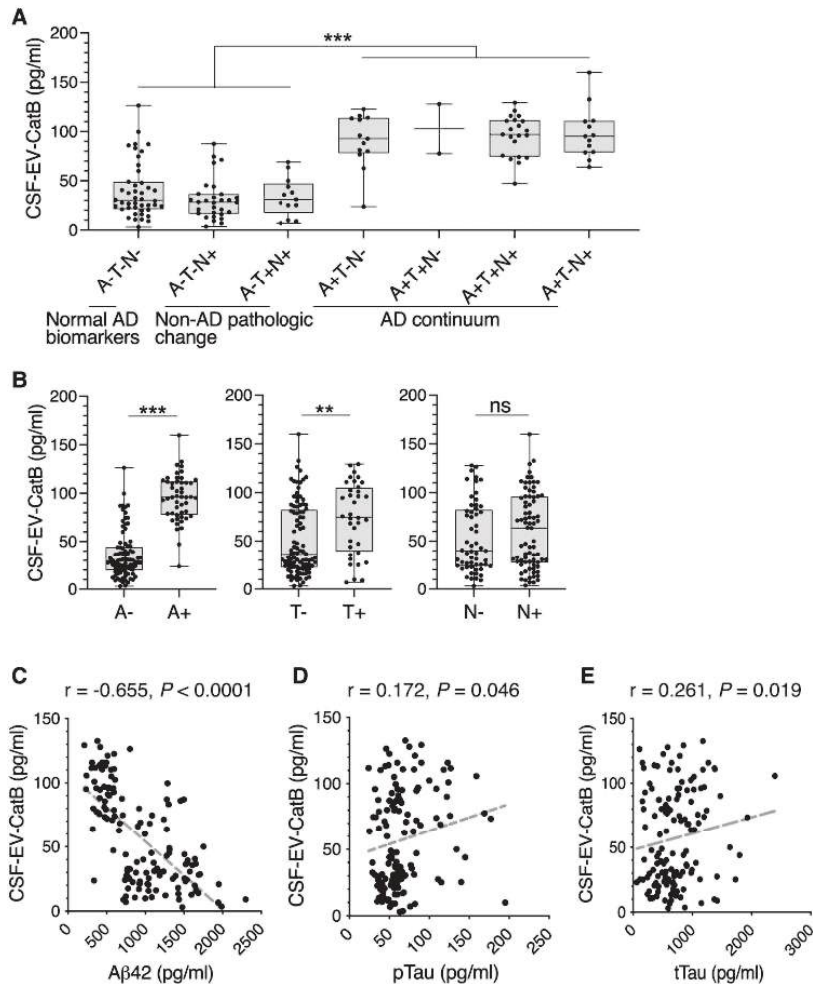 A
***
CSF-EV-CatB (pg/ml)
200
150
100
50
0
A-T-N-
A-T-N+
A-T+N+
A+T-N-
A+T+N-
A+T+N+
A+T-N+
Normal AD
biomarkers
Non-AD pathologic
change
AD continuum
B
CSF-EV-CatB (pg/ml)
200
150
100
50
0
***
A-
A+
200
150
100
50
0
**
T-
T+
200
150
100
50
0
ns
N-
N+
C
r = -0.655, P < 0.0001
CSF-EV-CatB (pg/ml)
150
100
50
0
0
500
1000
1500
2000
2500
Aβ42 (pg/ml)
D
r = 0.172, P = 0.046
CSF-EV-CatB (pg/ml)
150
100
50
0
0
50
100
150
200
250
pTau (pg/ml)
E
r = 0.261, P = 0.019
CSF-EV-CatB (pg/ml)
150
100
50
0
0
1000
2000
3000
tTau (pg/ml)